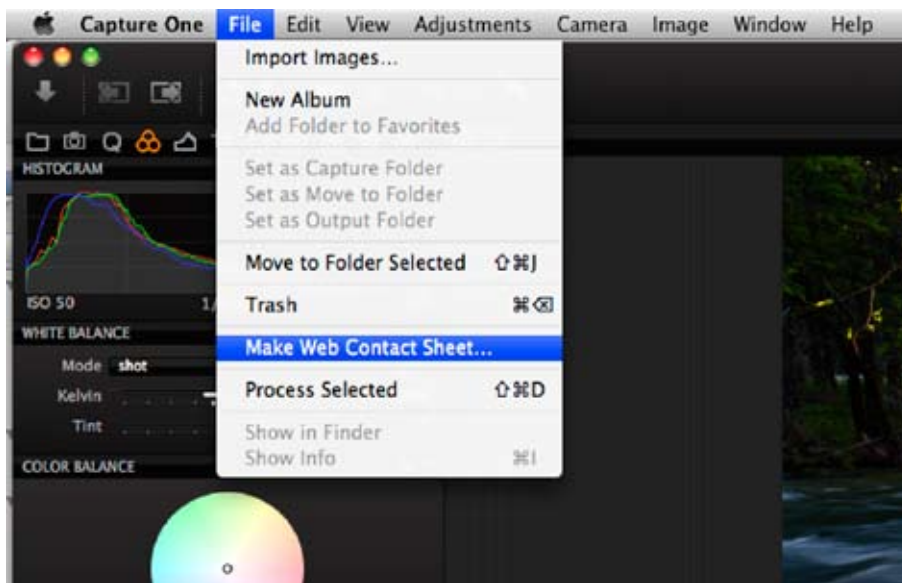 Capture One File Edit View Adjustments Camera Image Window Help
Import Images...
New Album
Add Folder to Favorites
Set as Capture Folder
Set as Move to Folder
Set as Output Folder
Move to Folder Selected ⇧⌘J
Trash ⌘⌫
Make Web Contact Sheet...
Process Selected ⇧⌘D
Show in Finder
Show Info ⌘I
HISTOGRAM
ISO 50 1/
WHITE BALANCE
Mode shot
Kelvin
Tint
COLOR BALANCE